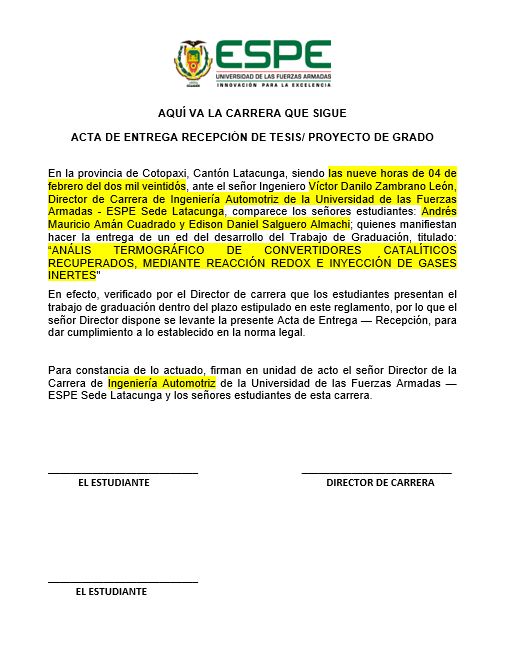 ESPE
UNIVERSIDAD DE LAS FUERZAS ARMADAS
INNOVACIÓN PARA LA EXCELENCIA
AQUÍ VA LA CARRERA QUE SIGUE
ACTA DE ENTREGA RECEPCIÓN DE TESIS/ PROYECTO DE GRADO
En la provincia de Cotopaxi, Cantón Latacunga, siendo las nueve horas de 04 de
febrero del dos mil veintidós, ante el señor Ingeniero Víctor Danilo Zambrano León,
Director de Carrera de Ingeniería Automotriz de la Universidad de las Fuerzas
Armadas - ESPE Sede Latacunga, comparece los señores estudiantes: Andrés
Mauricio Amán Cuadrado y Edison Daniel Salguero Almachi; quienes manifiestan
hacer la entrega de un ed del desarrollo del Trabajo de Graduación, titulado:
“ANÁLIS TERMOGRÁFICO DE CONVERTIDORES CATALÍTICOS
RECUPERADOS, MEDIANTE REACCIÓN REDOX E INYECCIÓN DE GASES
INERTES”
En efecto, verificado por el Director de carrera que los estudiantes presentan el
trabajo de graduación dentro del plazo estipulado en este reglamento, por lo que el
señor Director dispone se levante la presente Acta de Entrega — Recepción, para
dar cumplimiento a lo establecido en la norma legal.
Para constancia de lo actuado, firman en unidad de acto el señor Director de la
Carrera de Ingeniería Automotriz de la Universidad de las Fuerzas Armadas —
ESPE Sede Latacunga y los señores estudiantes de esta carrera.
EL ESTUDIANTE
DIRECTOR DE CARRERA
EL ESTUDIANTE